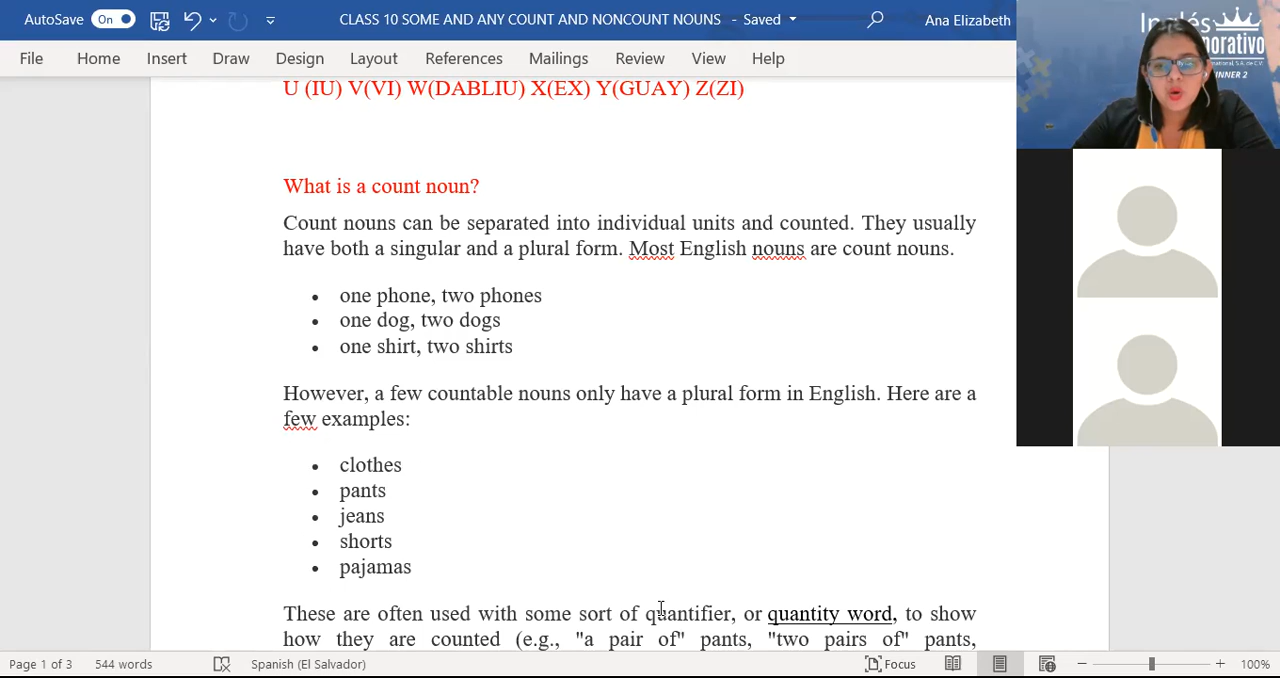 AutoSave On CLASS 10 SOME AND ANY COUNT AND NONCOUNT NOUNS - Saved Ana Elizabeth
File Home Insert Draw Design Layout References Mailings Review View Help
Inglés
orativo
INNER 2
U (IU) V(VI) W(DABLIU) X(EX) Y(GUAY) Z(ZI)
What is a count noun?
Count nouns can be separated into individual units and counted. They usually
have both a singular and a plural form. Most English nouns are count nouns.
• one phone, two phones
• one dog, two dogs
• one shirt, two shirts
However, a few countable nouns only have a plural form in English. Here are a
few examples:
• clothes
• pants
• jeans
• shorts
• pajamas
These are often used with some sort of quantifier, or quantity word, to show
how they are counted (e.g., "a pair of" pants, "two pairs of" pants,
Page 1 of 3 544 words Spanish (El Salvador) Focus 100%